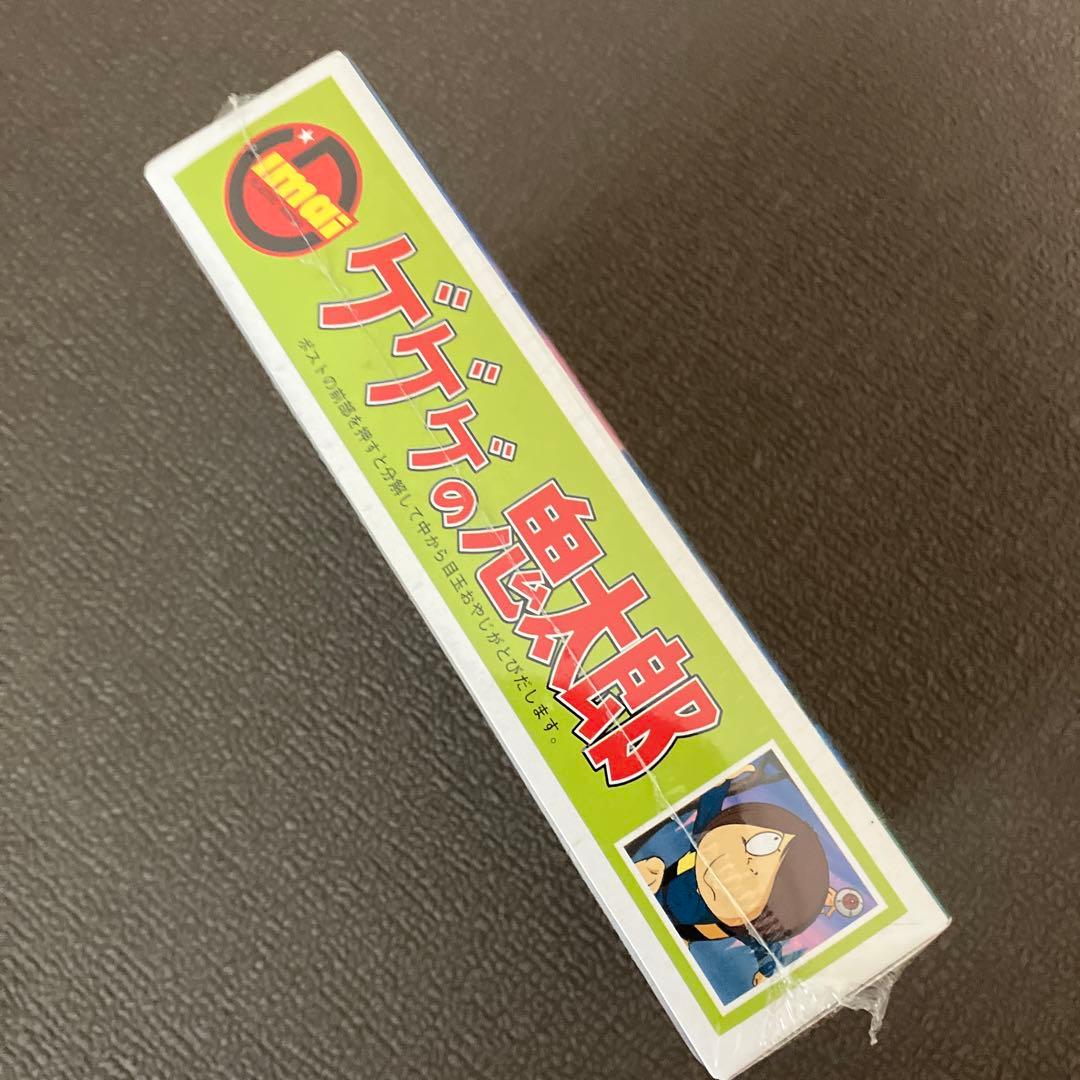 imai
ゲゲゲの鬼太郎
ポストの前部を押すと分解して中から目玉おやじがとびだします。